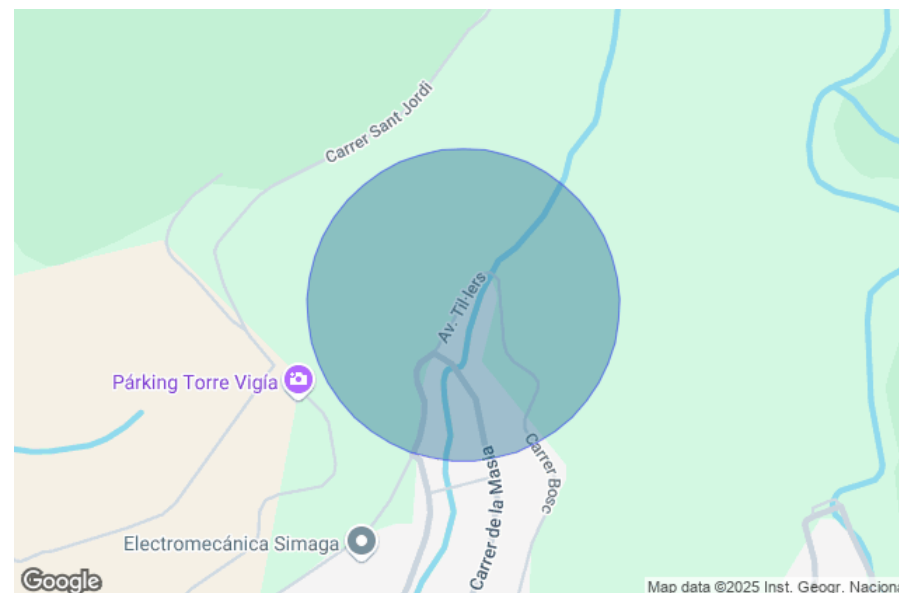 Carrer Sant Jordi
Av. Til·lers
Párking Torre Vigía
Carrer Bosc
Carrer de la Masia
Electromecánica Simaga
Google
Map data ©2025 Inst. Geogr. Naciona